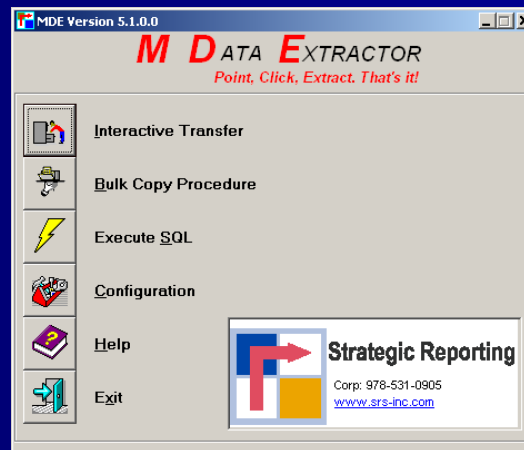 MDE Version 5.1.0.0
M DATA EXTRACTOR
Point, Click, Extract. That's it!
Interactive Transfer
Bulk Copy Procedure
Execute SQL
Configuration
Help
Exit
Strategic Reporting
Corp: 978-531-0905
www.srs-inc.com